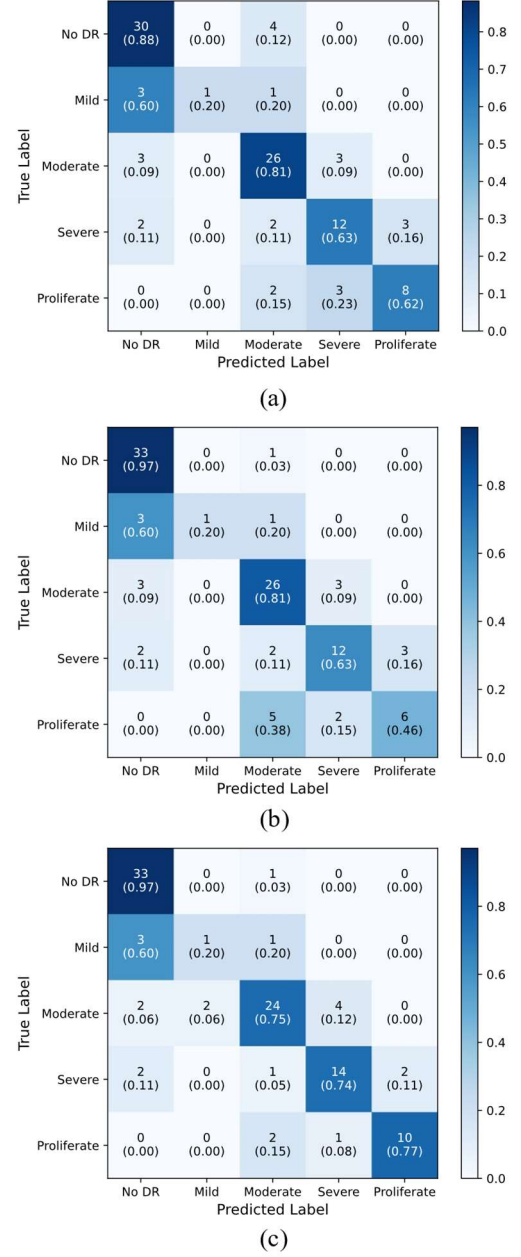 No DR 30 0 4 0 0
(0.88) (0.00) (0.12) (0.00) (0.00)
Mild 3 1 1 0 0
(0.60) (0.20) (0.20) (0.00) (0.00)
Moderate 3 0 26 3 0
(0.09) (0.00) (0.81) (0.09) (0.00)
Severe 2 0 2 12 3
(0.11) (0.00) (0.11) (0.63) (0.16)
Proliferate 0 0 2 3 8
(0.00) (0.00) (0.15) (0.23) (0.62)
No DR Mild Moderate Severe Proliferate
Predicted Label
True Label
0.8
0.7
0.6
0.5
0.4
0.3
0.2
0.1
0.0
(a)
No DR 33 0 1 0 0
(0.97) (0.00) (0.03) (0.00) (0.00)
Mild 3 1 1 0 0
(0.60) (0.20) (0.20) (0.00) (0.00)
Moderate 3 0 26 3 0
(0.09) (0.00) (0.81) (0.09) (0.00)
Severe 2 0 2 12 3
(0.11) (0.00) (0.11) (0.63) (0.16)
Proliferate 0 0 5 2 6
(0.00) (0.00) (0.38) (0.15) (0.46)
No DR Mild Moderate Severe Proliferate
Predicted Label
True Label
0.8
0.6
0.4
0.2
0.0
(b)
No DR 33 0 1 0 0
(0.97) (0.00) (0.03) (0.00) (0.00)
Mild 3 1 1 0 0
(0.60) (0.20) (0.20) (0.00) (0.00)
Moderate 2 2 24 4 0
(0.06) (0.06) (0.75) (0.12) (0.00)
Severe 2 0 1 14 2
(0.11) (0.00) (0.05) (0.74) (0.11)
Proliferate 0 0 2 1 10
(0.00) (0.00) (0.15) (0.08) (0.77)
No DR Mild Moderate Severe Proliferate
Predicted Label
True Label
0.8
0.6
0.4
0.2
0.0
(c)